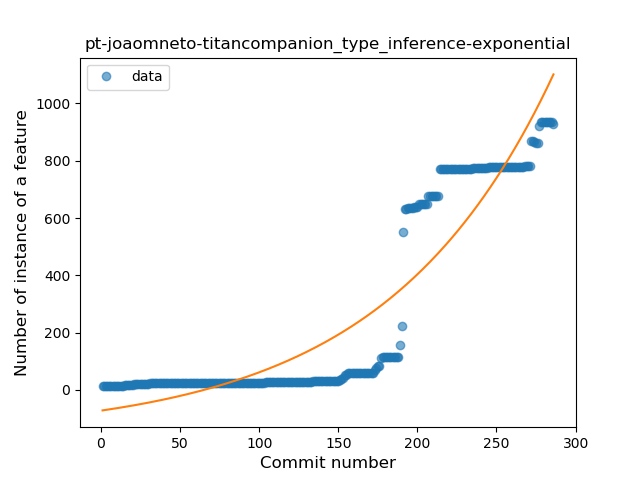 pt-joaomneto-titancompanion_type_inference-exponential
data
Number of instance of a feature
1000
800
600
400
200
0
0 50 100 150 200 250 300
Commit number